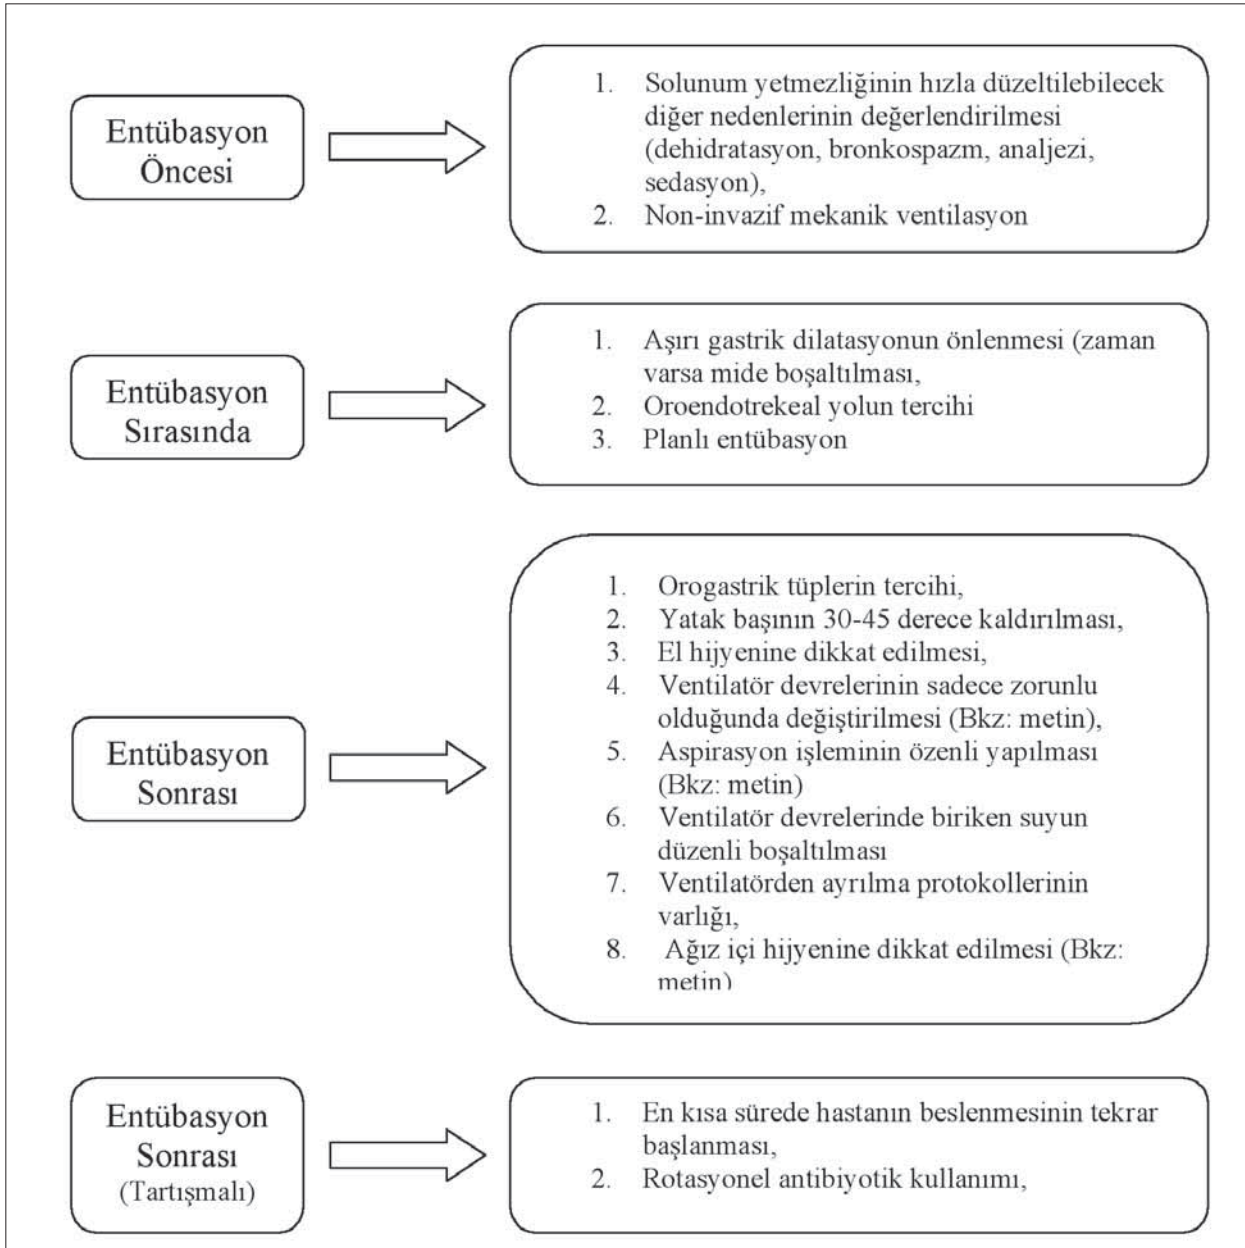 Entübasyon
Öncesi
1. Solunum yetmezliğinin hızla düzeltilebilecek
diğer nedenlerinin değerlendirilmesi
(dehidratasyon, bronkospazm, analjezi,
sedasyon),
2. Non-invazif mekanik ventilasyon
Entübasyon
Sırasında
1. Aşırı gastrik dilatasyonun önlenmesi (zaman
varsa mide boşaltılması,
2. Oroendotrekeal yolun tercihi
3. Planlı entübasyon
Entübasyon
Sonrası
1. Orogastrik tüplerin tercihi,
2. Yatak başının 30-45 derece kaldırılması,
3. El hijyenine dikkat edilmesi,
4. Ventilatör devrelerinin sadece zorunlu
olduğunda değiştirilmesi (Bkz: metin),
5. Aspirasyon işleminin özenli yapılması
(Bkz: metin)
6. Ventilatör devrelerinde biriken suyun
düzenli boşaltılması
7. Ventilatörden ayrılma protokollerinin
varlığı,
8. Ağız içi hijyenine dikkat edilmesi (Bkz:
metin)
Entübasyon
Sonrası
(Tartışmalı)
1. En kısa sürede hastanın beslenmesinin tekrar
başlanması,
2. Rotasyonel antibiyotik kullanımı,